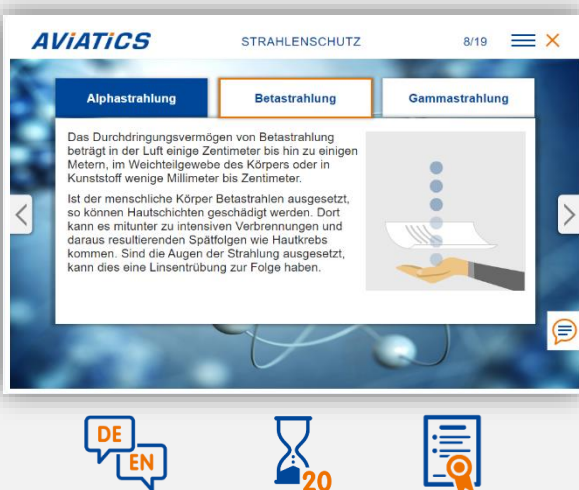 AViATiCS
STRAHLENSCHUTZ
8/19
Alphastrahlung
Betastrahlung
Gammastrahlung
Das Durchdringungsvermögen von Betastrahlung
beträgt in der Luft einige Zentimeter bis hin zu einigen
Metern, im Weichteilgewebe des Körpers oder in
Kunststoff wenige Millimeter bis Zentimeter.
Ist der menschliche Körper Betastrahlen ausgesetzt,
so können Hautschichten geschädigt werden. Dort
kann es mitunter zu intensiven Verbrennungen und
daraus resultierenden Spätfolgen wie Hautkrebs
kommen. Sind die Augen der Strahlung ausgesetzt,
kann dies eine Linsentrübung zur Folge haben.
DE
EN
20